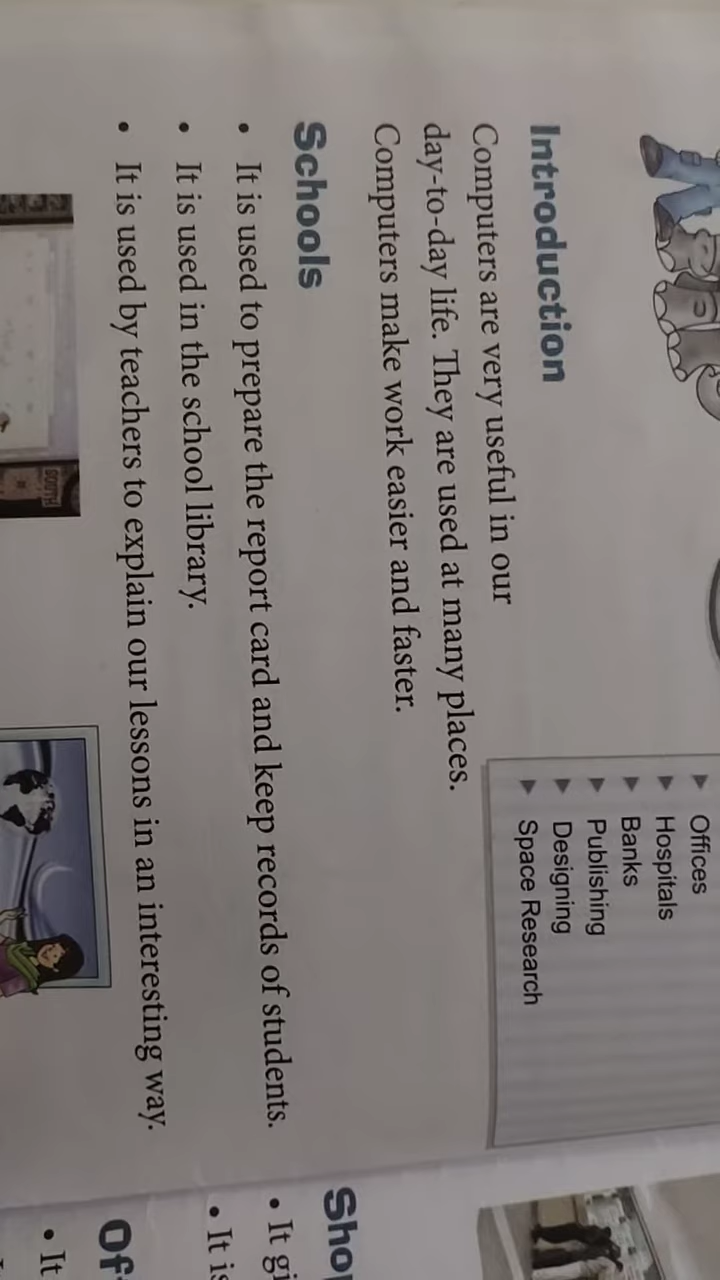 Offices
Hospitals
Banks
Publishing
Designing
Space Research
Introduction
Computers are very useful in our
day-to-day life. They are used at many places.
Computers make work easier and faster.
Schools
• It is used to prepare the report card and keep records of students.
• It is used in the school library.
• It is used by teachers to explain our lessons in an interesting way.
• It
• It